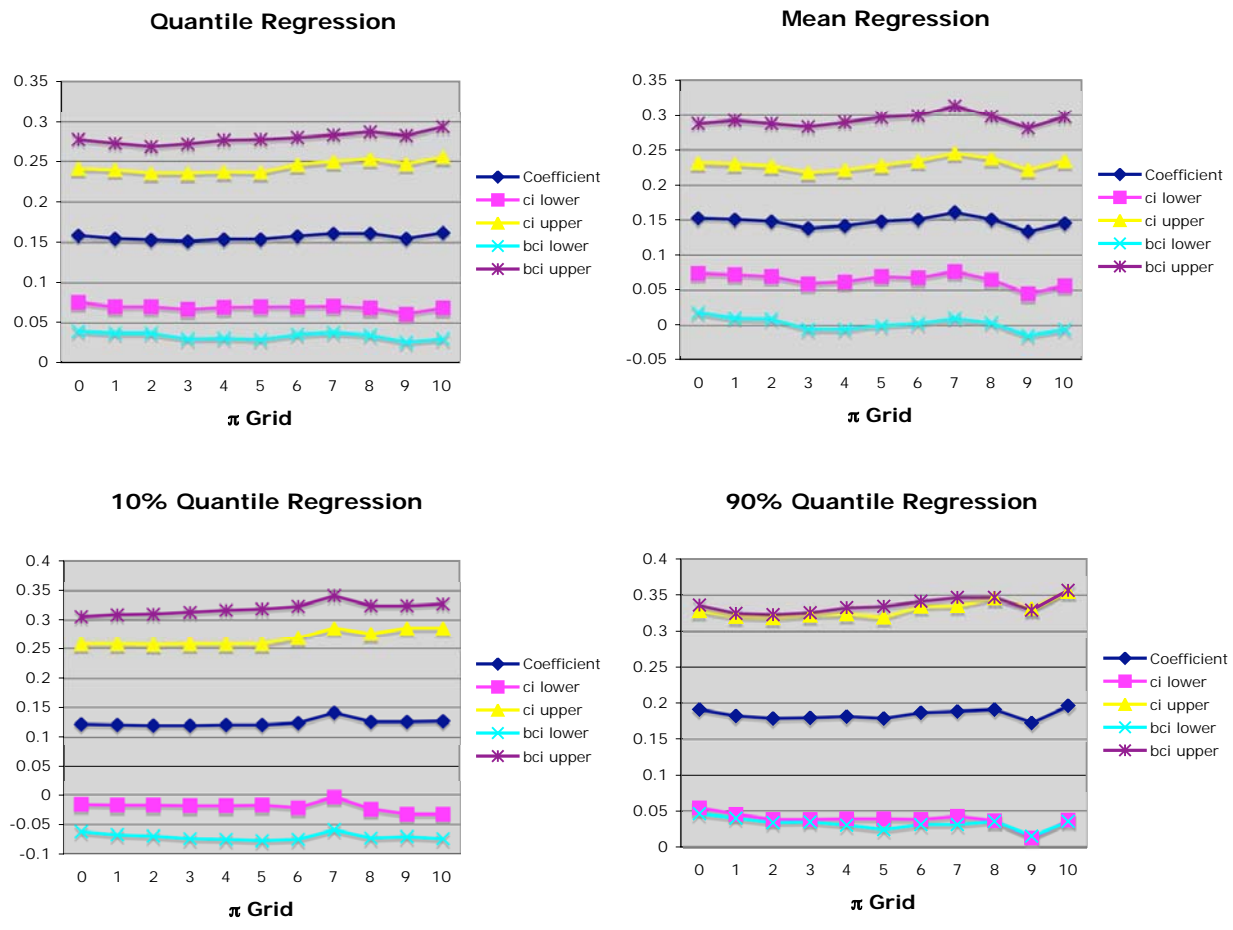 Quantile Regression
0.35
0.3
0.25
0.2
0.15
0.1
0.05
0
0 1 2 3 4 5 6 7 8 9 10
π Grid
Coefficient
ci lower
ci upper
bci lower
bci upper
Mean Regression
0.35
0.3
0.25
0.2
0.15
0.1
0.05
0
-0.05
0 1 2 3 4 5 6 7 8 9 10
π Grid
Coefficient
ci lower
ci upper
bci lower
bci upper
10% Quantile Regression
0.4
0.35
0.3
0.25
0.2
0.15
0.1
0.05
0
-0.05
-0.1
0 1 2 3 4 5 6 7 8 9 10
π Grid
Coefficient
ci lower
ci upper
bci lower
bci upper
90% Quantile Regression
0.4
0.35
0.3
0.25
0.2
0.15
0.1
0.05
0
0 1 2 3 4 5 6 7 8 9 10
π Grid
Coefficient
ci lower
ci upper
bci lower
bci upper